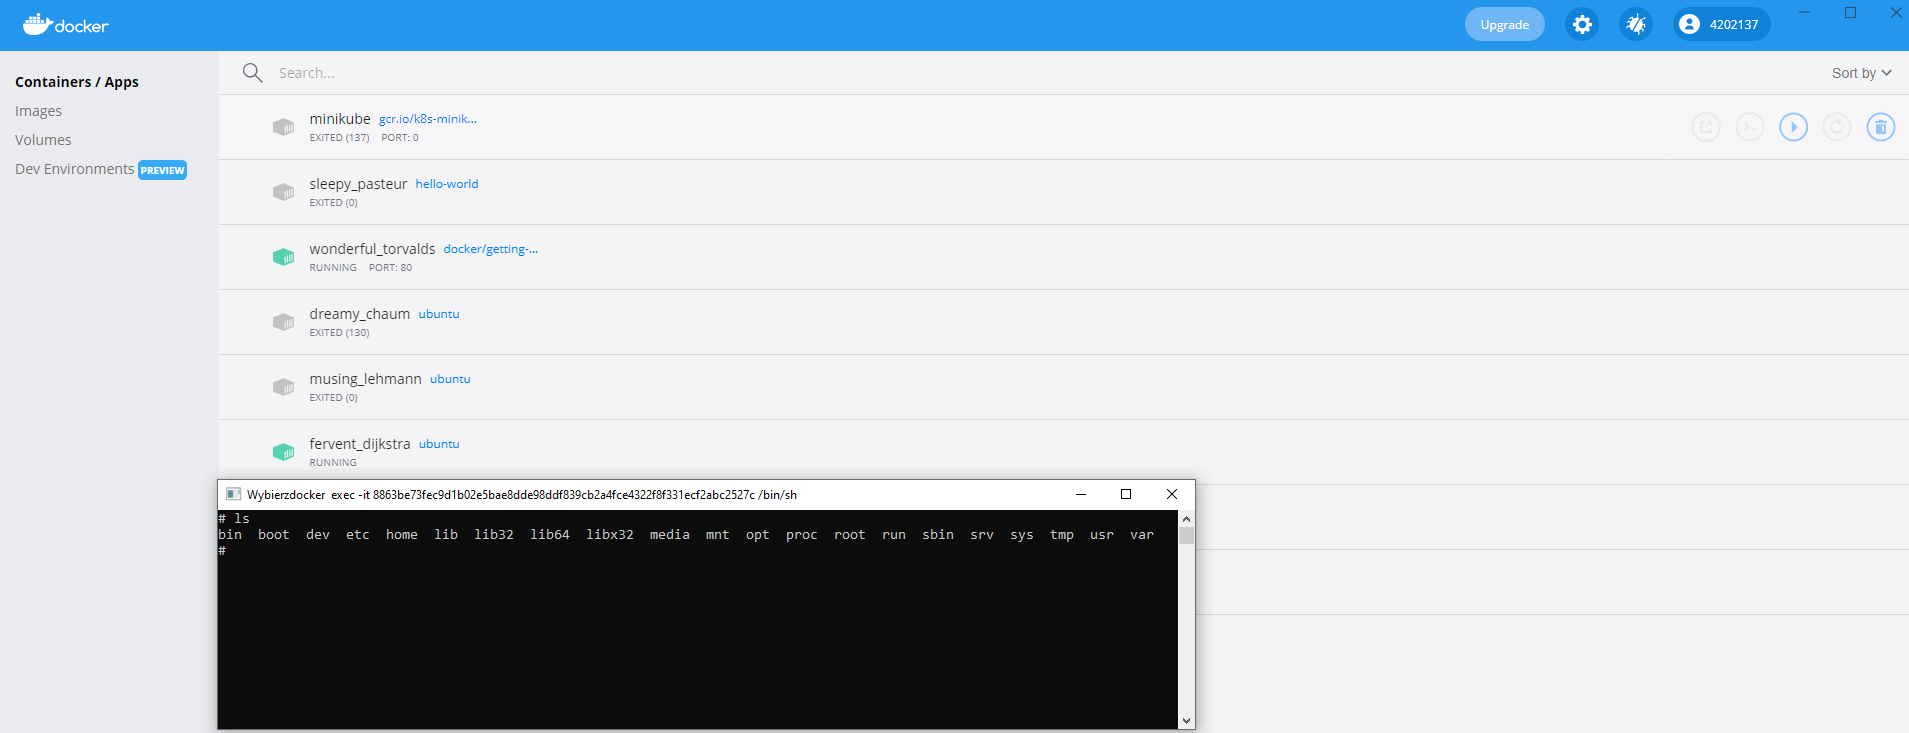 docker
Upgrade
4202137
Containers / Apps
Images
Volumes
Dev Environments PREVIEW
Search...
Sort by
minikube gcr.io/k8s-minik...
EXITED (137) PORT: 0
sleepy_pasteur hello-world
EXITED (0)
wonderful_torvalds docker/getting-...
RUNNING PORT: 80
dreamy_chaum ubuntu
EXITED (130)
musing_lehmann ubuntu
EXITED (0)
fervent_dijkstra ubuntu
RUNNING
Wybierzdocker exec -it 8863be73fec9d1b02e5bae8dde98ddf839cb2a4fce4322f8f331ecf2abc2527c /bin/sh
# ls
bin boot dev etc home lib lib32 lib64 libx32 media mnt opt proc root run sbin srv sys tmp usr var
#